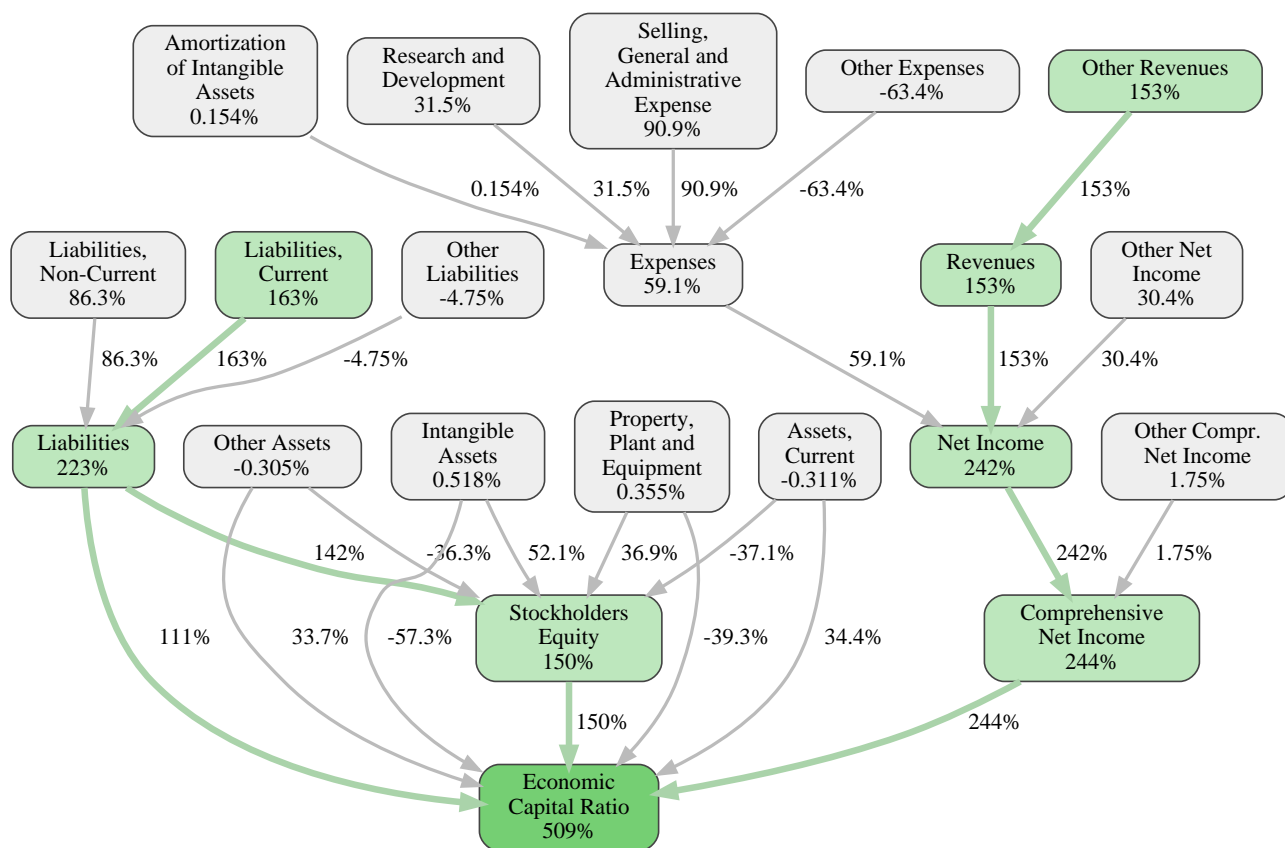 Amortization
of Intangible
Assets
0.154%
Research and
Development
31.5%
Selling,
General and
Administrative
Expense
90.9%
Other Expenses
-63.4%
Other Revenues
153%
0.154%
31.5%
90.9%
-63.4%
153%
Liabilities,
Non-Current
86.3%
Liabilities,
Current
163%
Other
Liabilities
-4.75%
Expenses
59.1%
Revenues
153%
Other Net
Income
30.4%
86.3%
163%
-4.75%
59.1%
153%
30.4%
Liabilities
223%
Other Assets
-0.305%
Intangible
Assets
0.518%
Property,
Plant and
Equipment
0.355%
Assets,
Current
-0.311%
Net Income
242%
Other Compr.
Net Income
1.75%
142%
-36.3%
52.1%
36.9%
-37.1%
242%
1.75%
111%
33.7%
-57.3%
Stockholders
Equity
150%
-39.3%
34.4%
Comprehensive
Net Income
244%
150%
244%
Economic
Capital Ratio
509%